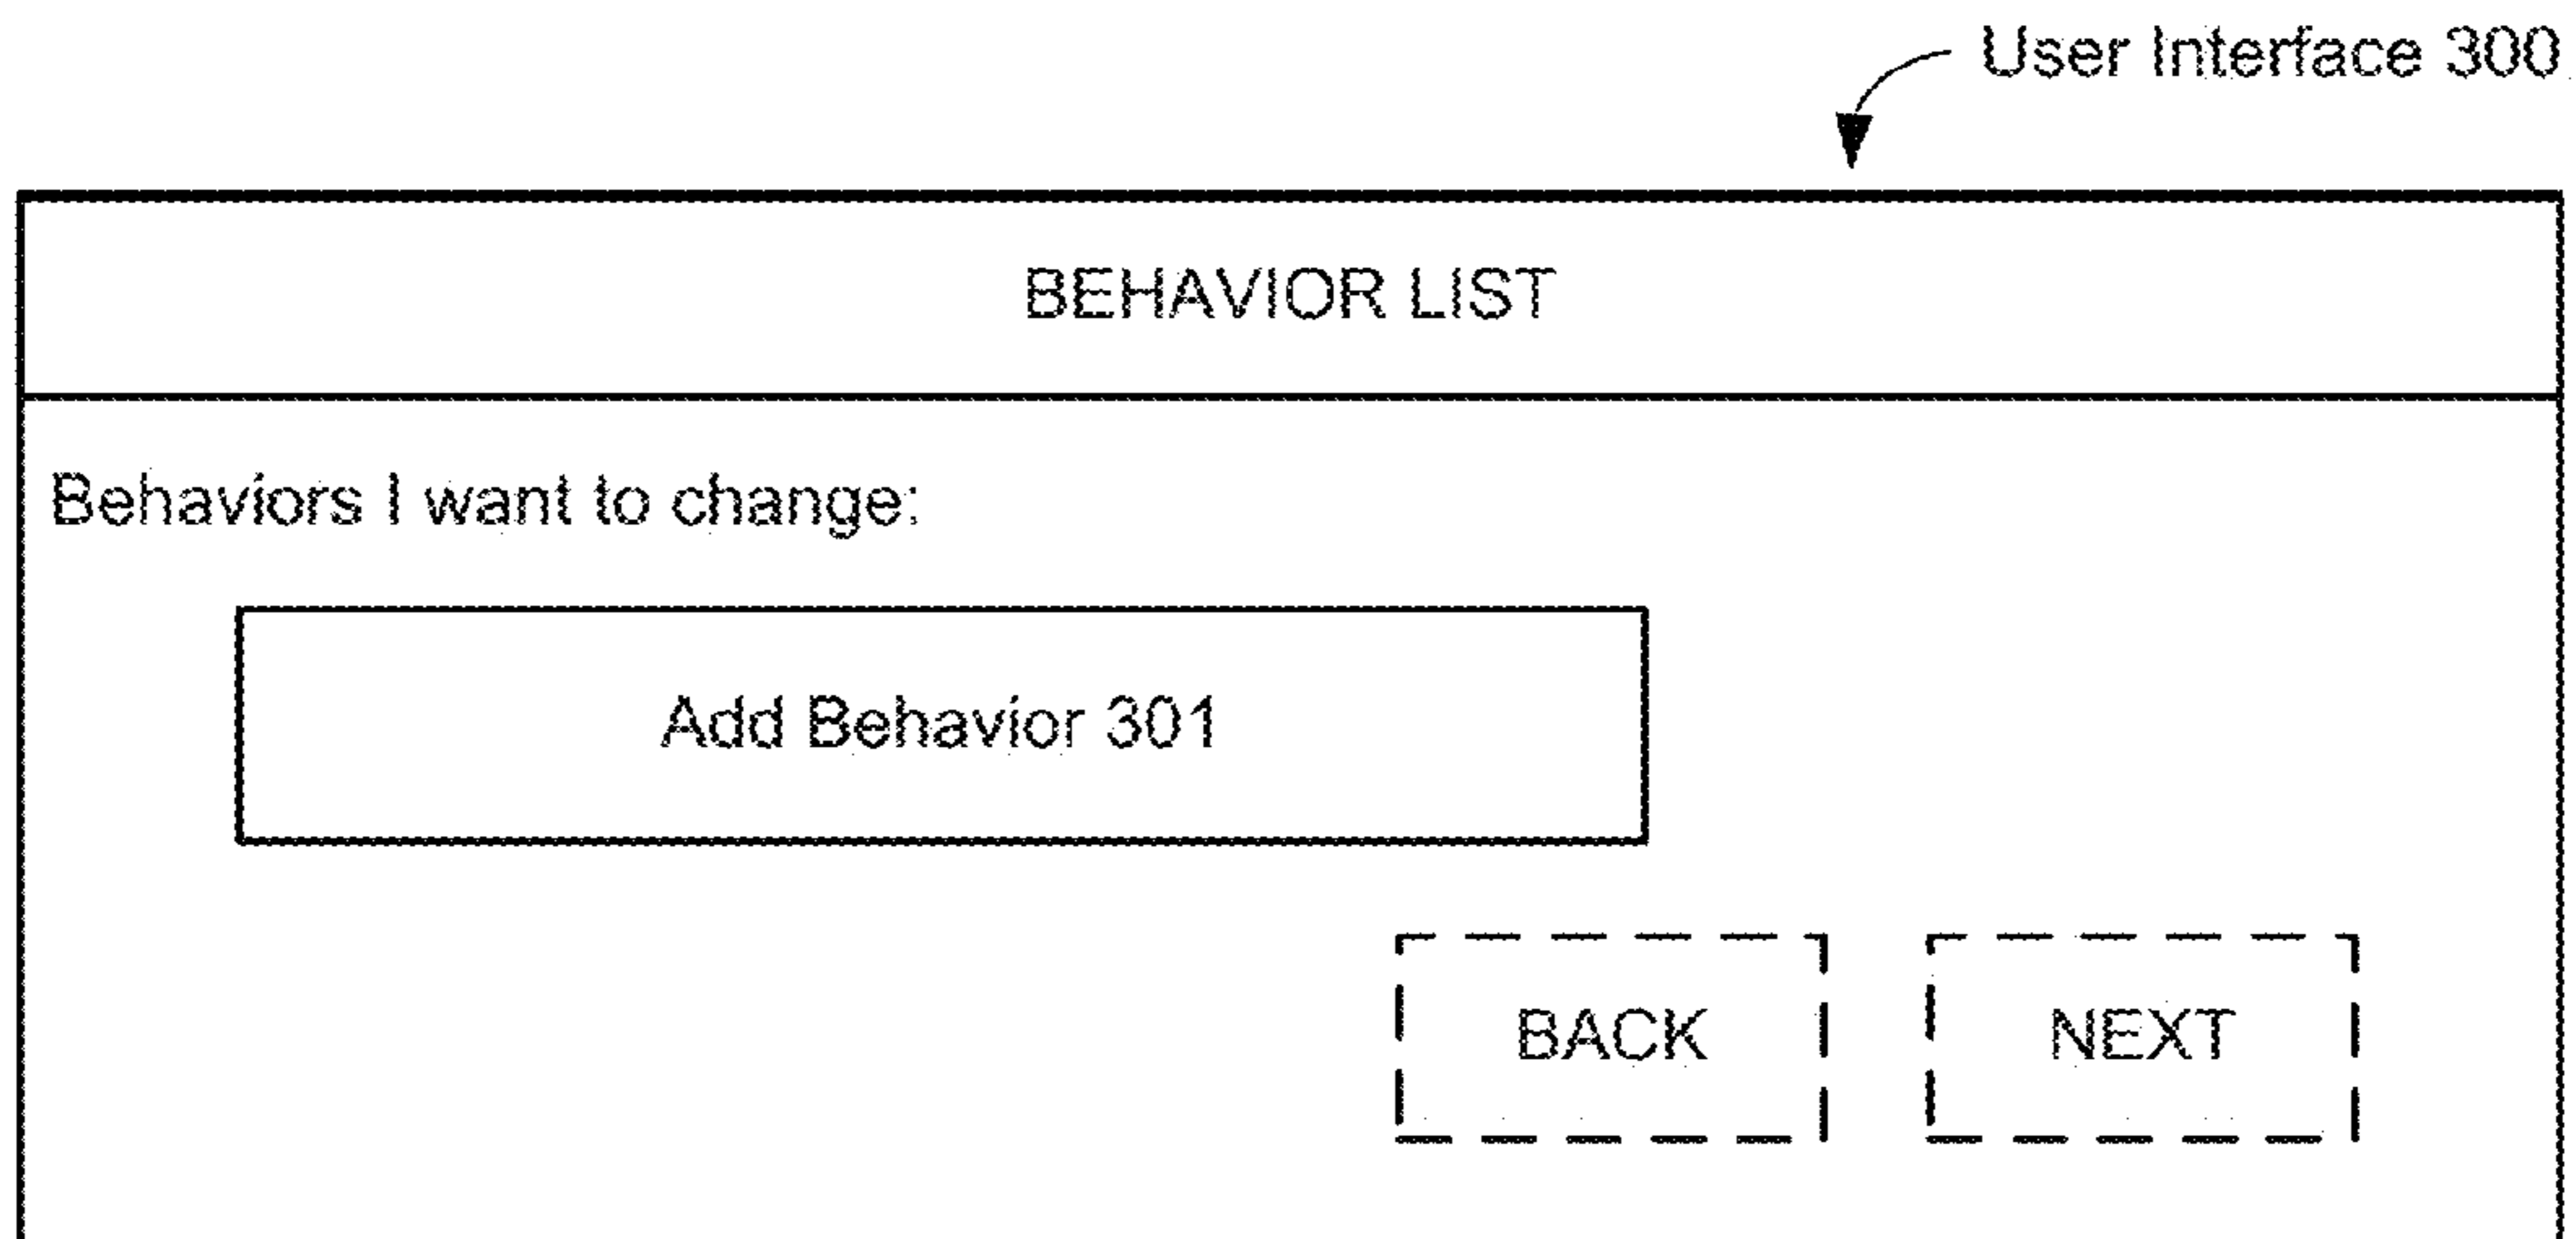 User Interface 300
BEHAVIOR LIST
Behaviors I want to change:
Add Behavior 301
BACK
NEXT